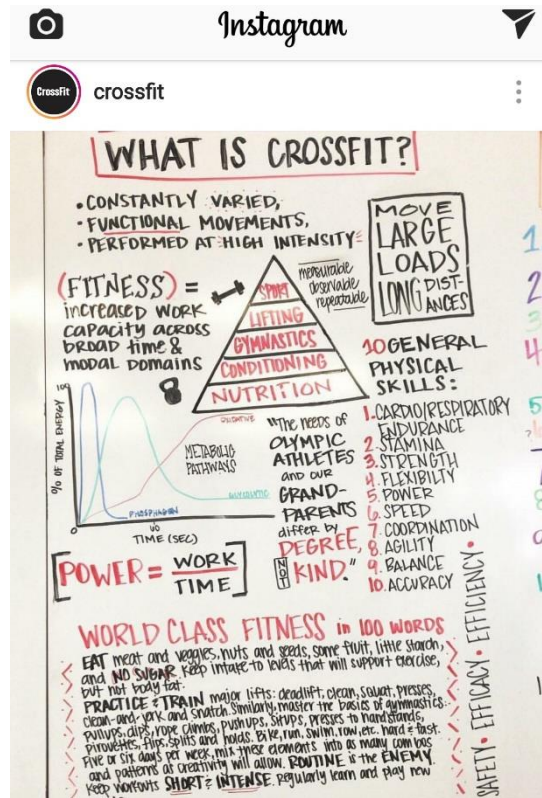 Instagram
CrossFit
crossfit
WHAT IS CROSSFIT?
• CONSTANTLY VARIED,
• FUNCTIONAL MOVEMENTS,
• PERFORMED AT HIGH INTENSITY
MOVE
LARGE
LOADS
LONG DIST-
ANCES
(FITNESS) =
increased WORK
CAPACITY ACROSS
BROAD TIME &
MODAL DOMAINS
measurable
observable
repeatable
SPORT
LIFTING
GYMNASTICS
CONDITIONING
NUTRITION
10 GENERAL
PHYSICAL
SKILLS:
1. CARDIO/RESPIRATORY
ENDURANCE
2. STAMINA
3. STRENGTH
4. FLEXIBILTY
5. POWER
6. SPEED
7. COORDINATION
8. AGILITY
9. BALANCE
10. ACCURACY
% OF TOTAL ENERGY
100
OXIDATIVE
METABOLIC
PATHWAYS
GLYCOLYTIC
PHOSPHAGEN
60
TIME (SEC)
"The needs of
OLYMPIC
ATHLETES
and our
GRAND-
PARENTS
differ by
DEGREE,
NOT KIND."
[POWER = WORK
TIME]
WORLD CLASS FITNESS in 100 WORDS
EAT meat and veggies, nuts and seeds, some fruit, little starch,
and NO SUGAR. Keep intake to levels that will support exercise,
but not body fat.
PRACTICE & TRAIN major lifts: deadlift, clean, squat, presses,
clean-and-jerk and snatch. Similarly, master the basics of gymnastics:
pullups, dips, rope climbs, pushups, situps, presses to handstands,
pirouettes, flips, splits and holds. Bike, run, swim, row, etc. hard & fast.
Five or six days per week, mix these elements into as many combos
and patterns as creativity will allow. ROUTINE is the ENEMY.
Keep workouts SHORT & INTENSE. Regularly learn and play new
SAFETY • EFFICACY • EFFICIENCY •
1
2
3
4
5